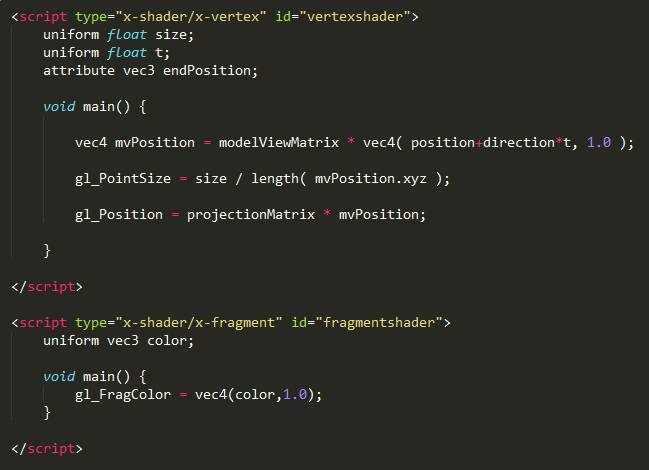 <script type="x-shader/x-vertex" id="vertexshader">
uniform float size;
uniform float t;
attribute vec3 endPosition;
void main() {
vec4 mvPosition = modelViewMatrix * vec4( position+direction*t, 1.0 );
gl_PointSize = size / length( mvPosition.xyz );
gl_Position = projectionMatrix * mvPosition;
}
</script>
<script type="x-shader/x-fragment" id="fragmentshader">
uniform vec3 color;
void main() {
gl_FragColor = vec4(color,1.0);
}
</script>